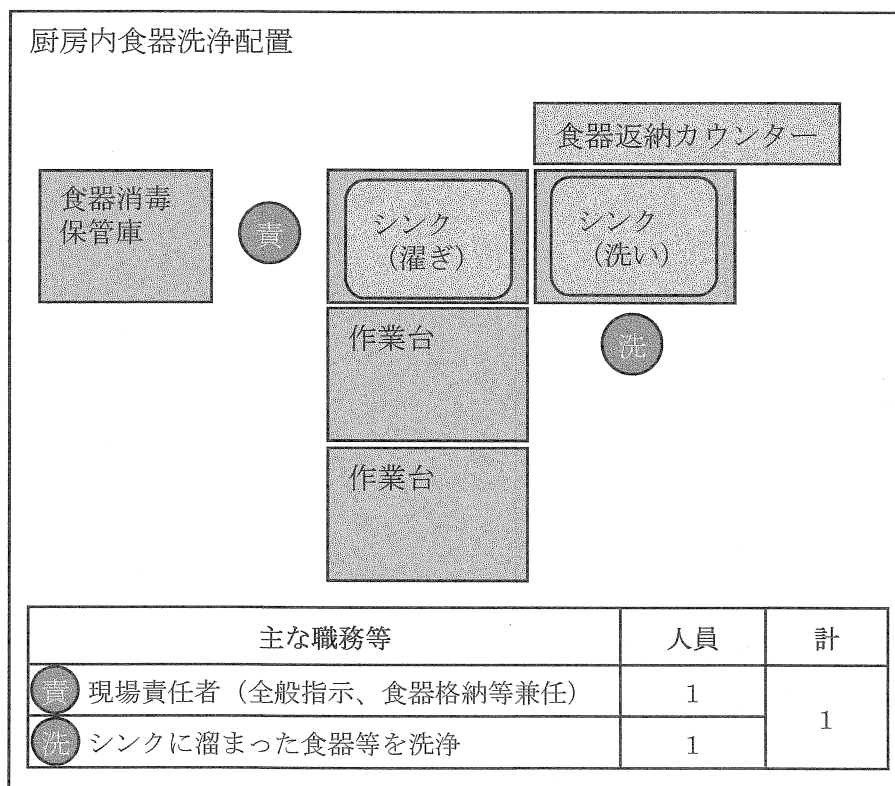 厨房内食器洗浄配置
食器返納カウンター
食器消毒
保管庫
責
シンク
（濯ぎ）
シンク
（洗い）
作業台
洗
作業台
主な職務等 人員 計
責 現場責任者（全般指示、食器格納等兼任） 1 1
洗 シンクに溜まった食器等を洗浄 1